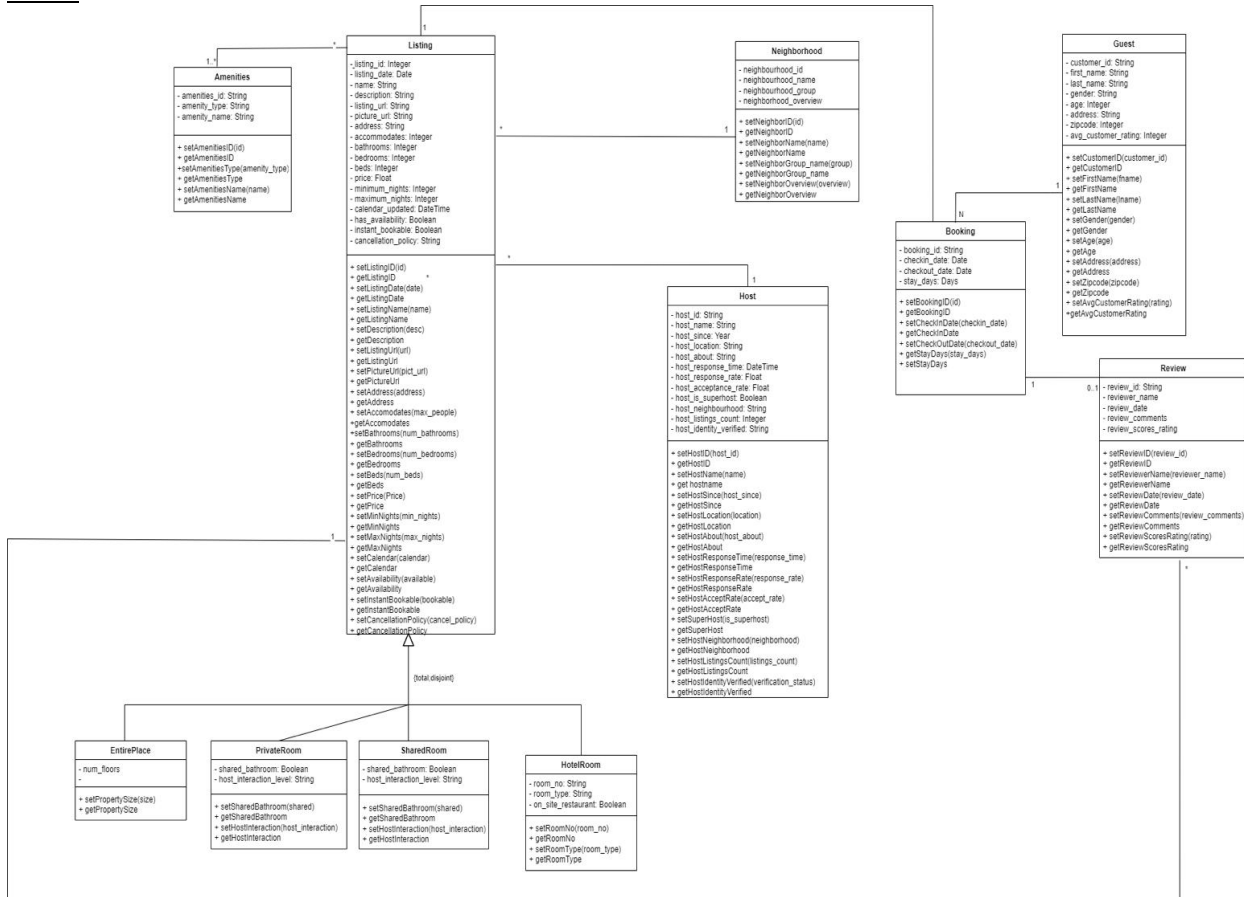 1
Listing
-listing_id: Integer
- listing_date: Date
- name: String
- description: String
- listing_url: String
- picture_url: String
- address: String
- accommodates: Integer
- bathrooms: Integer
- bedrooms: Integer
- beds: Integer
- price: Float
- minimum_nights: Integer
- maximum_nights: Integer
- calendar_updated: DateTime
- has_availability: Boolean
- instant_bookable: Boolean
- cancellation_policy: String
+ setListingID(id)
+ getListingID *
+ setListingDate(date)
+ getListingDate
+ setListingName(name)
+ getListingName
+ setDescription(desc)
+ getDescription
+ setListingUrl(url)
+ getListingUrl
+ setPictureUrl(pict_url)
+ getPictureUrl
+ setAddress(address)
+ getAddress
+ setAccomodates(max_people)
+getAccomodates
+setBathrooms(num_bathrooms)
+ getBathrooms
+ setBedrooms(num_bedrooms)
+ getBedrooms
+ setBeds(num_beds)
+ getBeds
+ setPrice(Price)
+ getPrice
+ setMinNights(min_nights)
+ getMinNights
+ setMaxNights(max_nights)
+ getMaxNights
+ setCalendar(calendar)
+ getCalendar
+ setAvailability(available)
+ getAvailability
+ setInstantBookable(bookable)
+ getInstantBookable
+ setCancellationPolicy(cancel_policy)
+ getCancellationPolicy
*
1..*
Amenities
- amenities_id: String
- amenity_type: String
- amenity_name: String
+ setAmenitiesID(id)
+ getAmenitiesID
+setAmenitiesType(amenity_type)
+ getAmenitiesType
+ setAmenitiesName(name)
+ getAmenitiesName
*
1
Neighborhood
- neighbourhood_id
- neighbourhood_name
- neighbourhood_group
- neighborhood_overview
+ setNeighborID(id)
+ getNeighborID
+ setNeighborName(name)
+ getNeighborName
+ setNeighborGroup_name(group)
+ getNeighborGroup_name
+ setNeighborOverview(overview)
+ getNeighborOverview
Guest
- customer_id: String
- first_name: String
- last_name: String
- gender: String
- age: Integer
- address: String
- zipcode: Integer
- avg_customer_rating: Integer
+ setCustomerID(customer_id)
+ getCustomerID
+ setFirstName(fname)
+ getFirstName
+ setLastName(lname)
+ getLastName
+ setGender(gender)
+ getGender
+ setAge(age)
+ getAge
+ setAddress(address)
+ getAddress
+ setZipcode(zipcode)
+ getZipcode
+ setAvgCustomerRating(rating)
+getAvgCustomerRating
1
N
1
Booking
- booking_id: String
- checkin_date: Date
- checkout_date: Date
- stay_days: Days
+ setBookingID(id)
+ getBookingID
+ setCheckInDate(checkin_date)
+ getCheckInDate
+ setCheckOutDate(checkout_date)
+ getStayDays(stay_days)
+ setStayDays
*
1
Host
- host_id: String
- host_name: String
- host_since: Year
- host_location: String
- host_about: String
- host_response_time: DateTime
- host_response_rate: Float
- host_acceptance_rate: Float
- host_is_superhost: Boolean
- host_neighbourhood: String
- host_listings_count: Integer
- host_identity_verified: String
+ setHostID(host_id)
+ getHostID
+ setHostName(name)
+ get hostname
+ setHostSince(host_since)
+ getHostSince
+ setHostLocation(location)
+ getHostLocation
+ setHostAbout(host_about)
+ getHostAbout
+ setHostResponseTime(response_time)
+ getHostResponseTime
+ setHostResponseRate(response_rate)
+ getHostResponseRate
+ setHostAcceptRate(accept_rate)
+ getHostAcceptRate
+ setSuperHost(is_superhost)
+ getSuperHost
+ setHostNeighborhood(neighborhood)
+ getHostNeighborhood
+ setHostListingsCount(listings_count)
+ getHostListingsCount
+ setHostIdentityVerified(verification_status)
+ getHostIdentityVerified
1
0..1
Review
- review_id: String
- reviewer_name
- review_date
- review_comments
- review_scores_rating
+ setReviewID(review_id)
+ getReviewID
+ setReviewerName(reviewer_name)
+ getReviewerName
+ setReviewDate(review_date)
+ getReviewDate
+ setReviewComments(review_comments)
+ getReviewComments
+ setReviewScoresRating(rating)
+ getReviewScoresRating
*
1
{total:disjoint}
EntirePlace
- num_floors
-
+ setPropertySize(size)
+ getPropertySize
PrivateRoom
- shared_bathroom: Boolean
- host_interaction_level: String
+ setSharedBathroom(shared)
+ getSharedBathroom
+ setHostInteraction(host_interaction)
+ getHostInteraction
SharedRoom
- shared_bathroom: Boolean
- host_interaction_level: String
+ setSharedBathroom(shared)
+ getSharedBathroom
+ setHostInteraction(host_interaction)
+ getHostInteraction
HotelRoom
- room_no: String
- room_type: String
- on_site_restaurant: Boolean
+ setRoomNo(room_no)
+ getRoomNo
+ setRoomType(room_type)
+ getRoomType